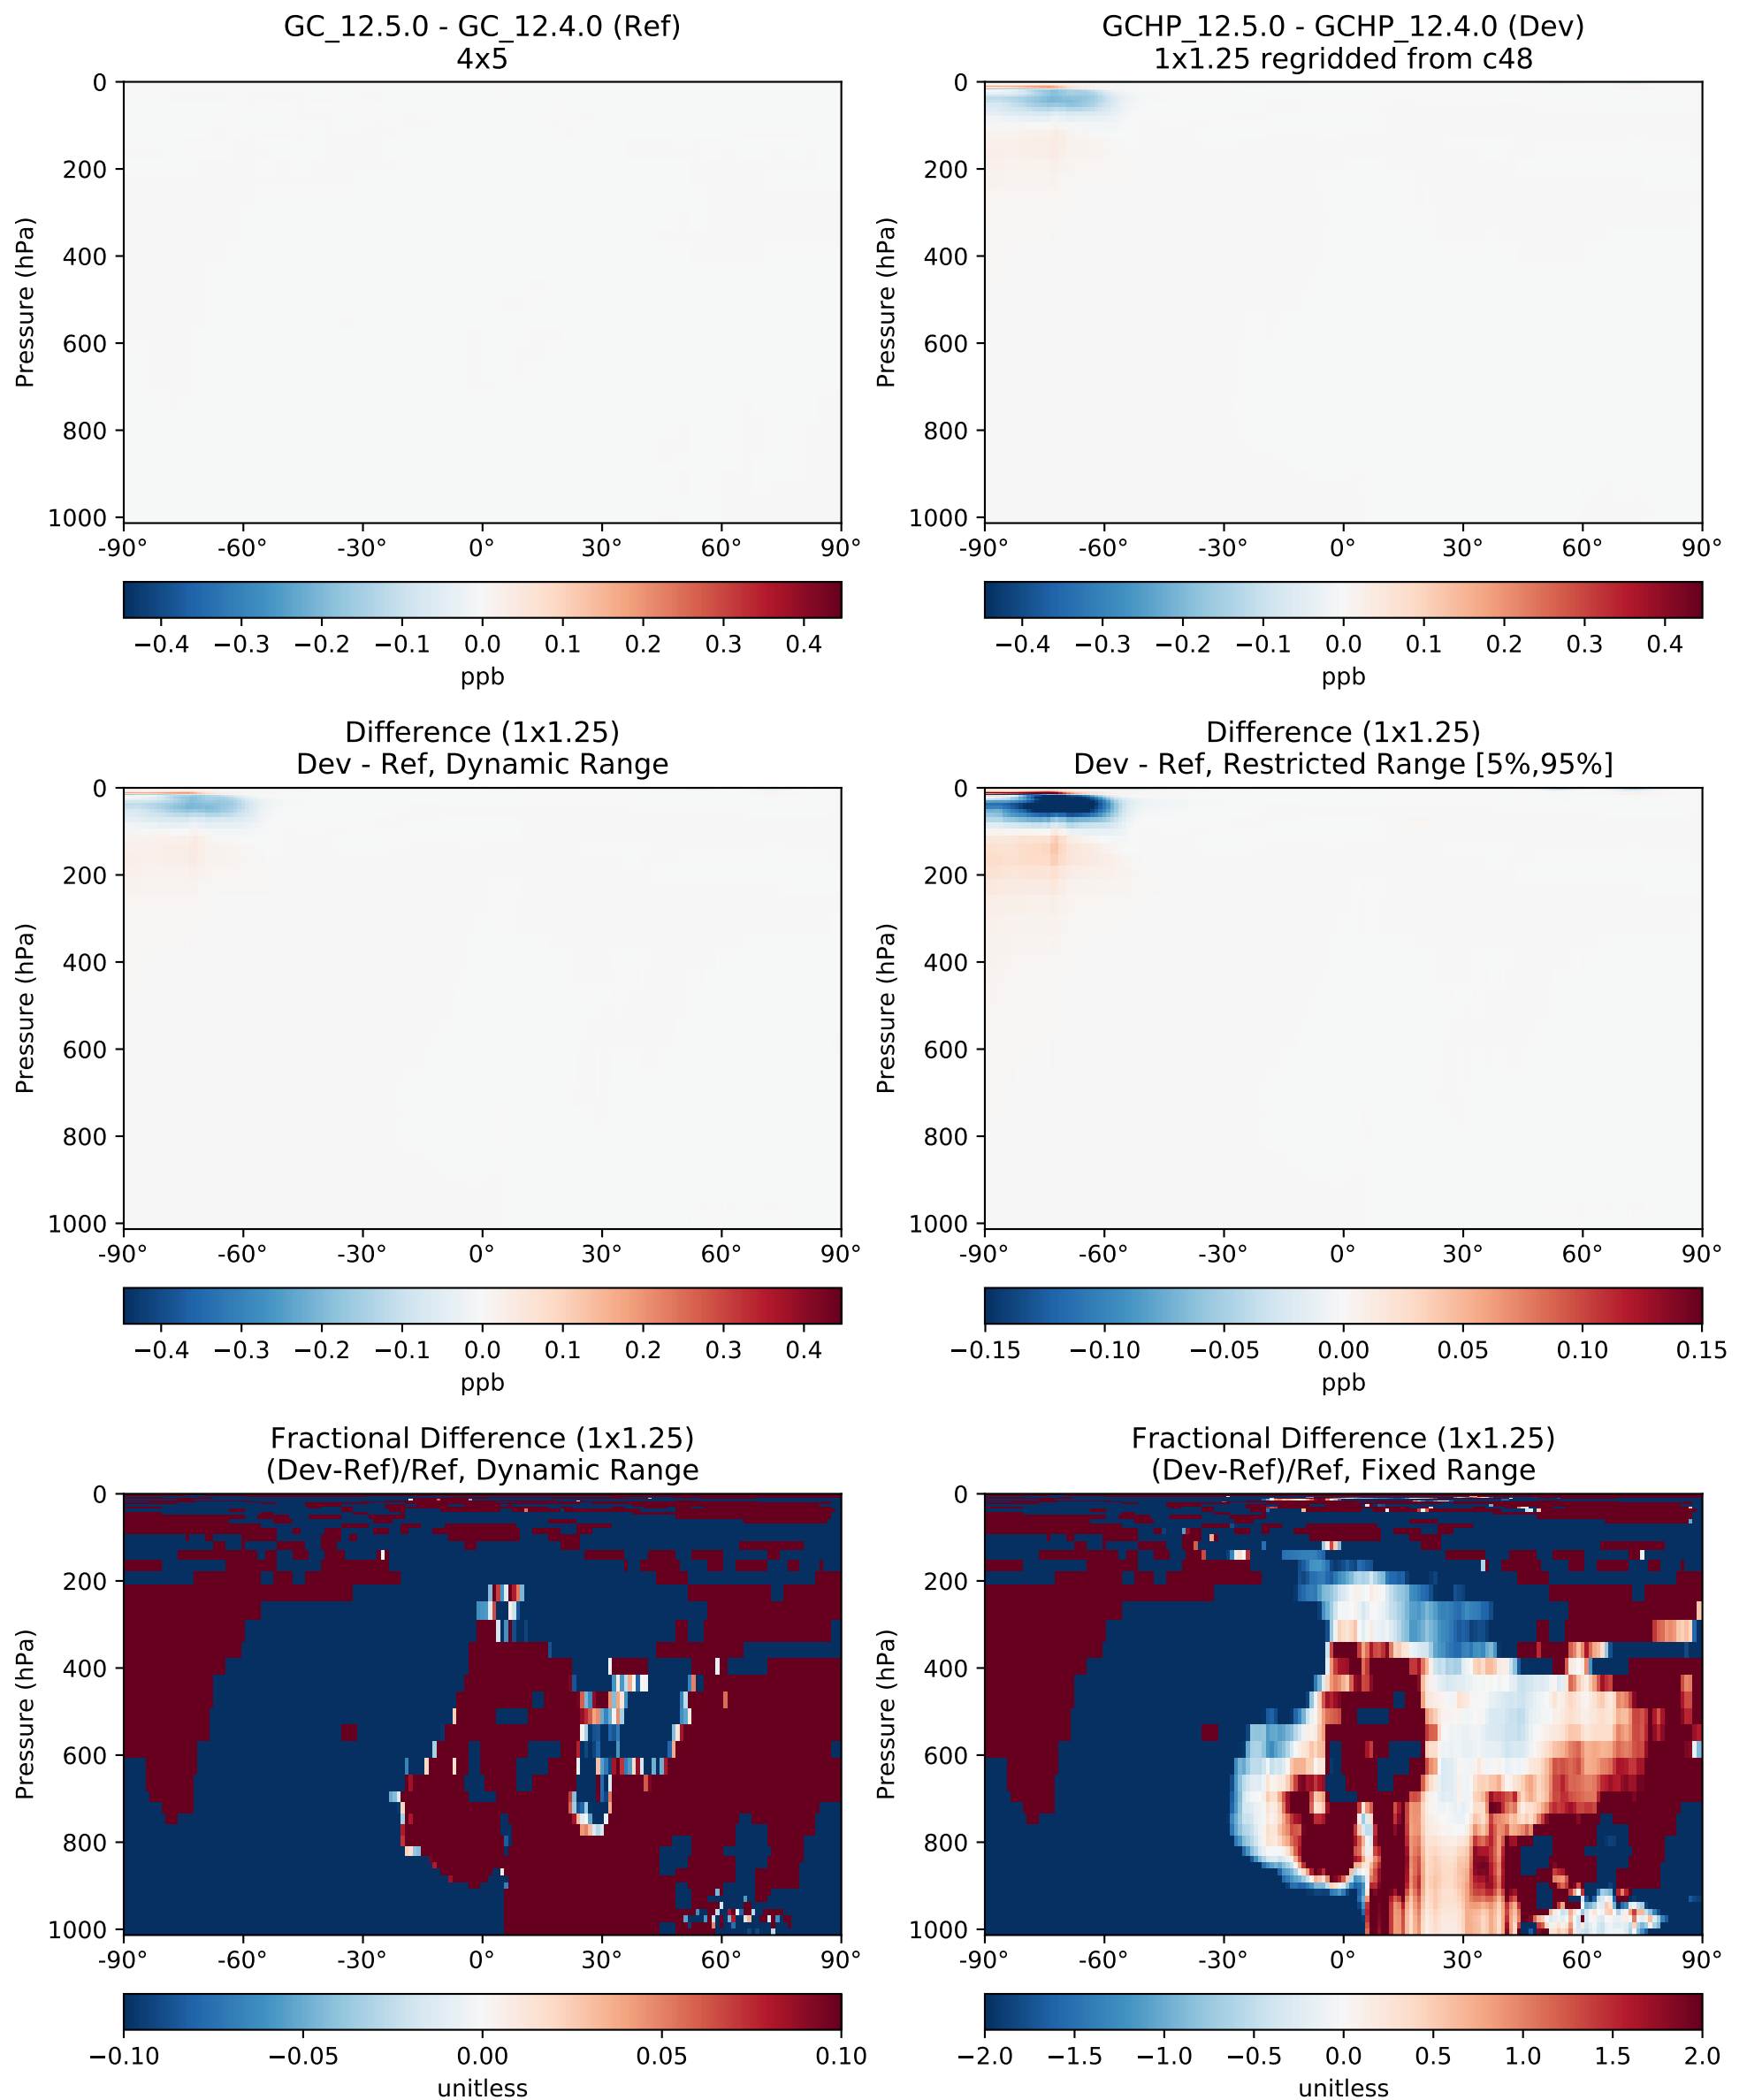 GC_12.5.0 - GC_12.4.0 (Ref)
4x5
0
200
400
600
800
1000
Pressure (hPa)
-90° -60° -30° 0° 30° 60° 90°
−0.4 −0.3 −0.2 −0.1 0.0 0.1 0.2 0.3 0.4
ppb
GCHP_12.5.0 - GCHP_12.4.0 (Dev)
1x1.25 regridded from c48
0
200
400
600
800
1000
Pressure (hPa)
-90° -60° -30° 0° 30° 60° 90°
−0.4 −0.3 −0.2 −0.1 0.0 0.1 0.2 0.3 0.4
ppb
Difference (1x1.25)
Dev - Ref, Dynamic Range
0
200
400
600
800
1000
Pressure (hPa)
-90° -60° -30° 0° 30° 60° 90°
−0.4 −0.3 −0.2 −0.1 0.0 0.1 0.2 0.3 0.4
ppb
Difference (1x1.25)
Dev - Ref, Restricted Range [5%,95%]
0
200
400
600
800
1000
Pressure (hPa)
-90° -60° -30° 0° 30° 60° 90°
−0.15 −0.10 −0.05 0.00 0.05 0.10 0.15
ppb
Fractional Difference (1x1.25)
(Dev-Ref)/Ref, Dynamic Range
0
200
400
600
800
1000
Pressure (hPa)
-90° -60° -30° 0° 30° 60° 90°
−0.10 −0.05 0.00 0.05 0.10
unitless
Fractional Difference (1x1.25)
(Dev-Ref)/Ref, Fixed Range
0
200
400
600
800
1000
Pressure (hPa)
-90° -60° -30° 0° 30° 60° 90°
−2.0 −1.5 −1.0 −0.5 0.0 0.5 1.0 1.5 2.0
unitless